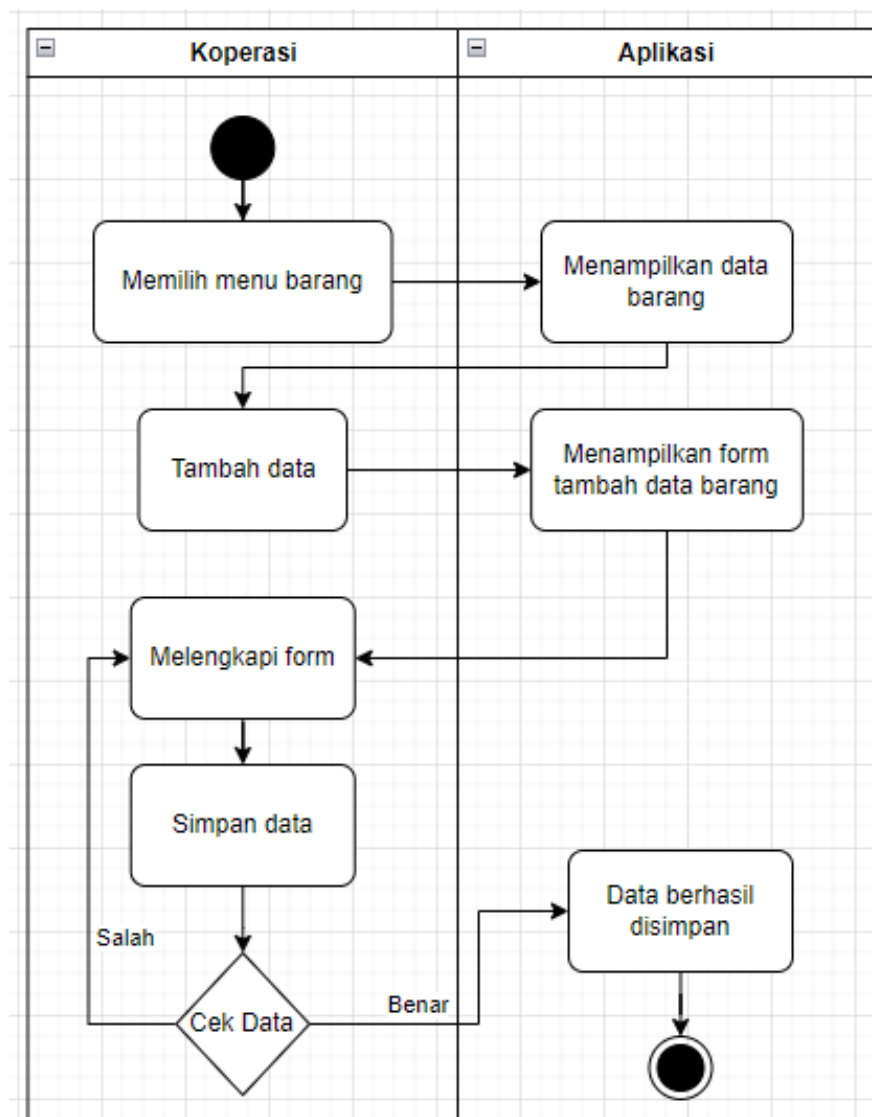 Koperasi
Aplikasi
Memilih menu barang
Menampilkan data
barang
Tambah data
Menampilkan form
tambah data barang
Melengkapi form
Simpan data
Data berhasil
disimpan
Salah
Cek Data
Benar